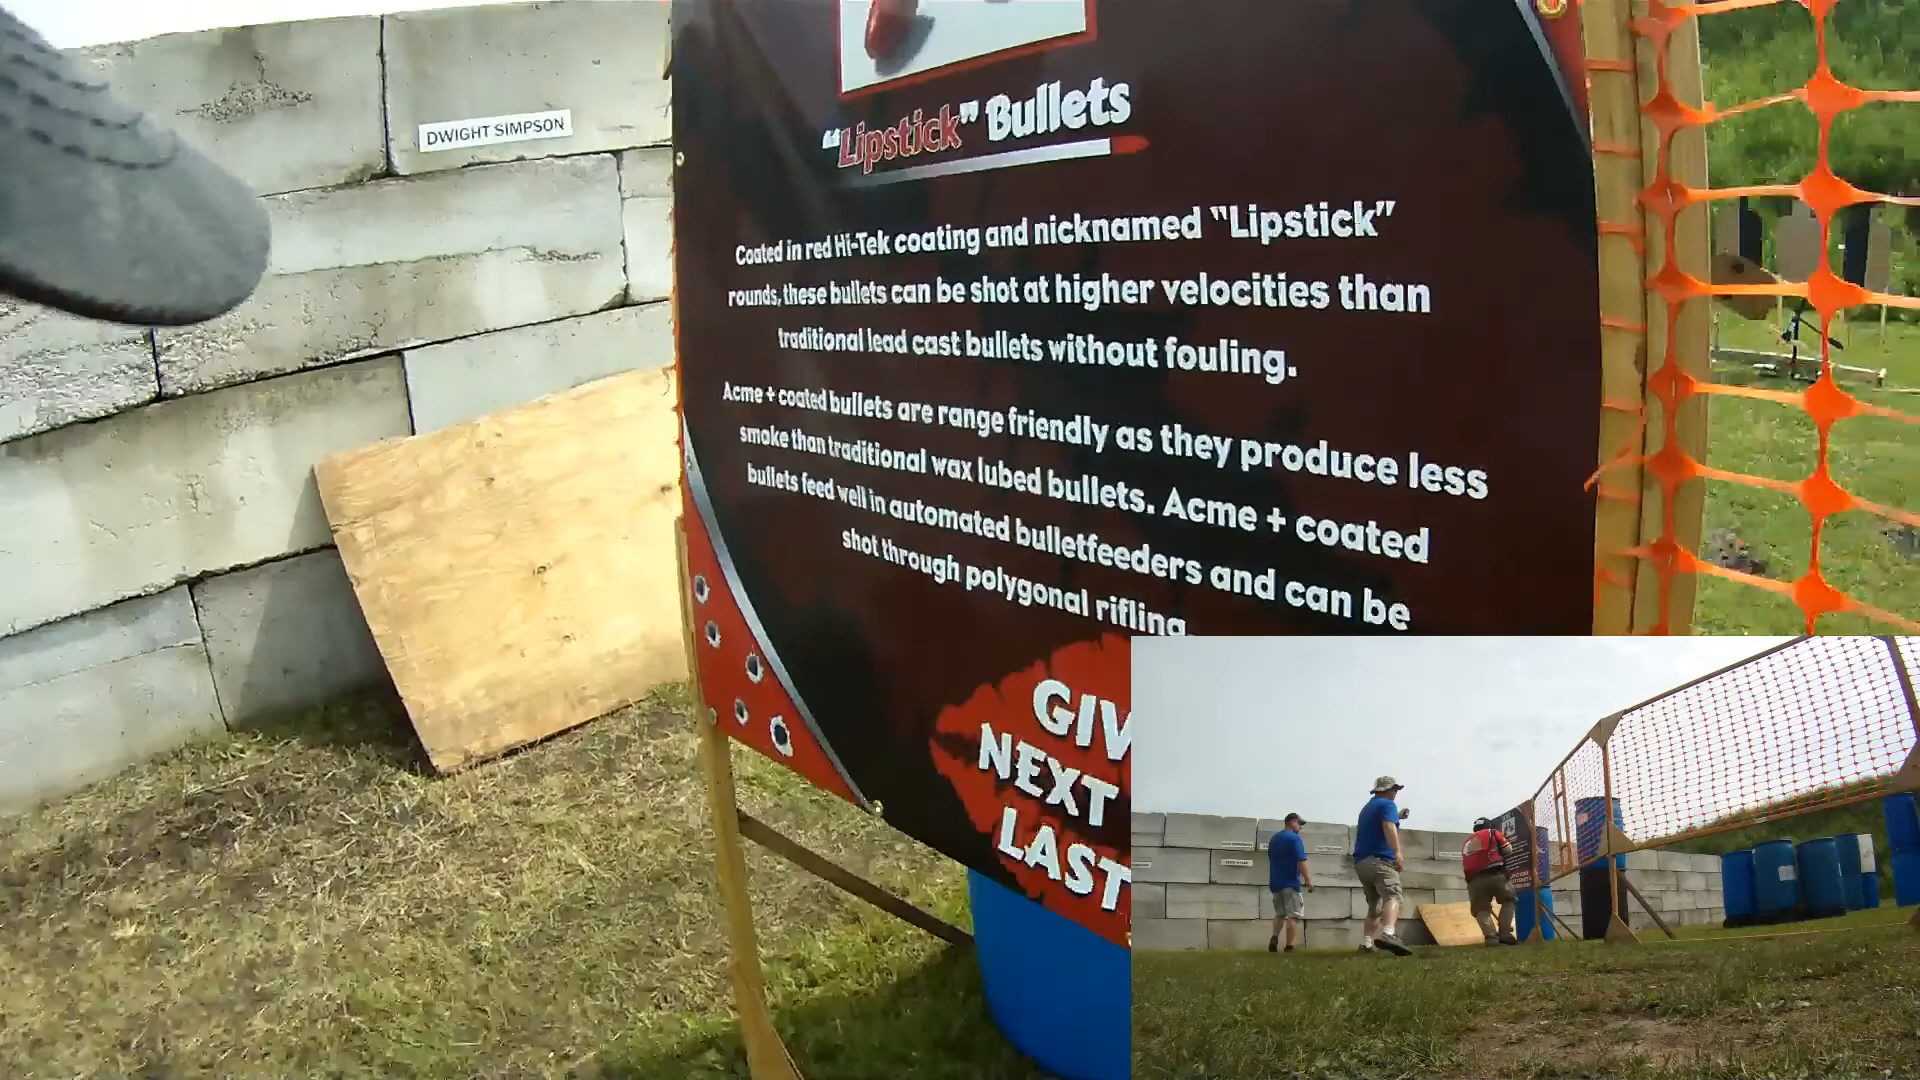 DWIGHT SIMPSON
"Lipstick" Bullets
Coated in red Hi-Tek coating and nicknamed "Lipstick"
rounds, these bullets can be shot at higher velocities than
traditional lead cast bullets without fouling.
Acme + coated bullets are range friendly as they produce less
smoke than traditional wax lubed bullets. Acme + coated
bullets feed well in automated bulletfeeders and can be
shot through polygonal rifling.
GIV
NEXT
LAST